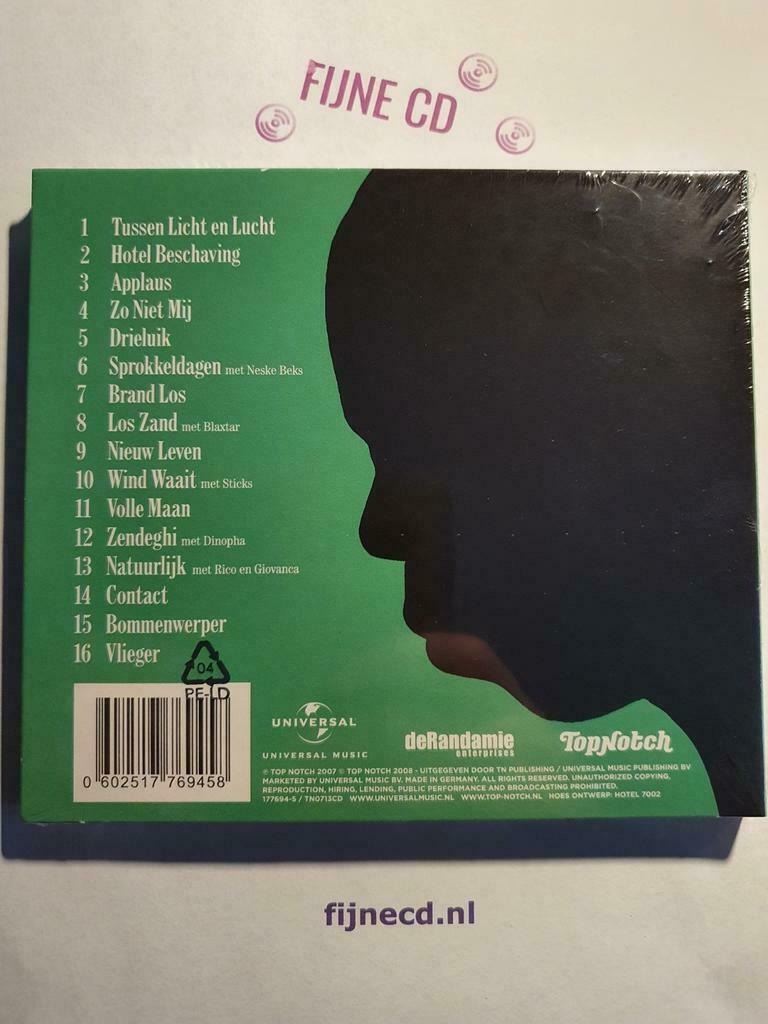 FIJNE CD
1 Tussen Licht en Lucht
2 Hotel Beschaving
3 Applaus
4 Zo Niet Mij
5 Drieluik
6 Sprokkeldagen met Neske Beks
7 Brand Los
8 Los Zand met Blaxtar
9 Nieuw Leven
10 Wind Waait met Sticks
11 Volle Maan
12 Zendeghi met Dinopha
13 Natuurlijk met Rico en Giovanca
14 Contact
15 Bommenwerper
16 Vlieger
04
PE-LD
0 602517 769458
UNIVERSAL
UNIVERSAL MUSIC
deRandamie
enterprises
TopNotch
℗ TOP NOTCH 2007 © TOP NOTCH 2008 - UITGEGEVEN DOOR TN PUBLISHING / UNIVERSAL MUSIC PUBLISHING BV
MARKETED BY UNIVERSAL MUSIC BV. MADE IN GERMANY. ALL RIGHTS RESERVED. UNAUTHORIZED COPYING,
REPRODUCTION, HIRING, LENDING, PUBLIC PERFORMANCE AND BROADCASTING PROHIBITED.
177694-5 / TN0713CD WWW.UNIVERSALMUSIC.NL WWW.TOP-NOTCH.NL HOES ONTWERP: HOTEL 7002
fijnecd.nl